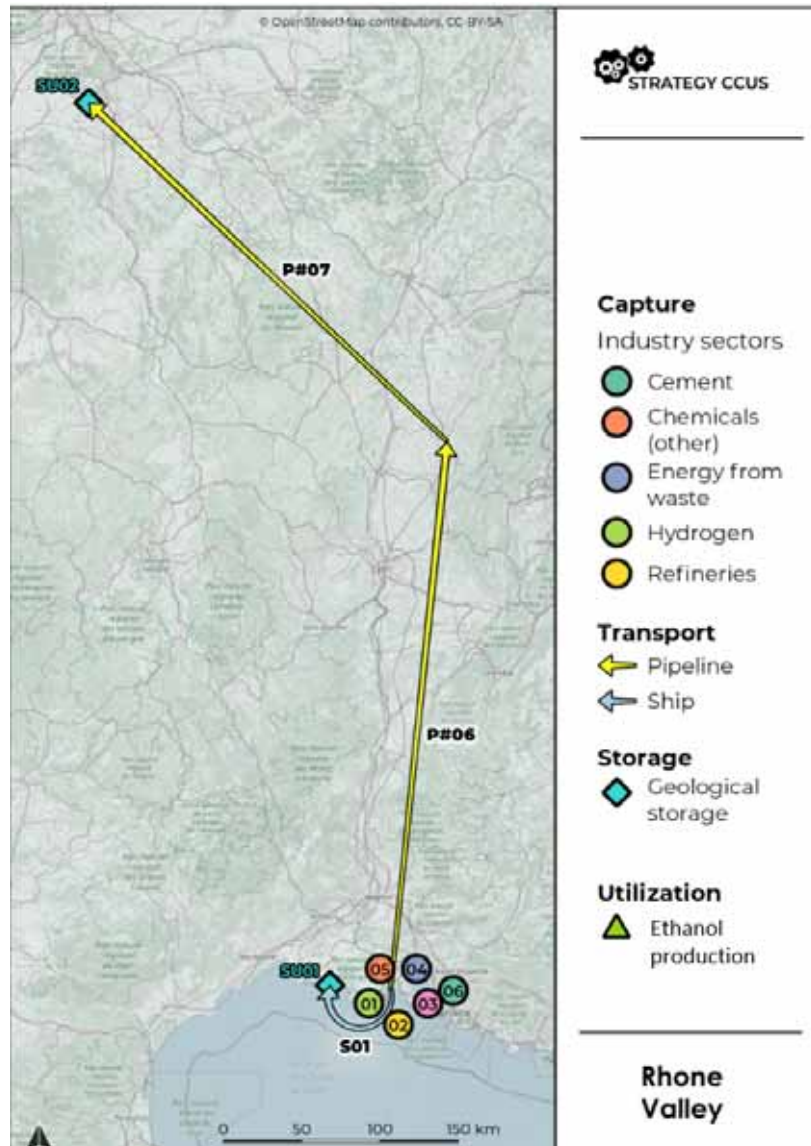 © OpenStreetMap contributors, CC-BY-SA
SU02
P#07
P#06
SU01
05
04
01
03
06
02
S01
0 50 100 150 km
STRATEGY CCUS
Capture
Industry sectors
Cement
Chemicals
(other)
Energy from
waste
Hydrogen
Refineries
Transport
Pipeline
Ship
Storage
Geological
storage
Utilization
Ethanol
production
Rhone
Valley